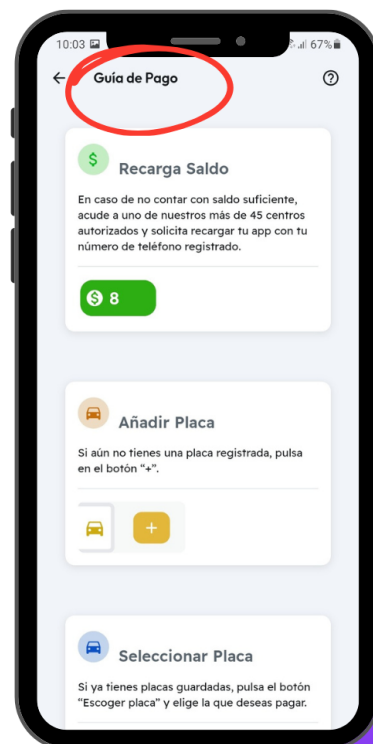 10:03 67%
Guía de Pago
$
Recarga Saldo
En caso de no contar con saldo suficiente,
acude a uno de nuestros más de 45 centros
autorizados y solicita recargar tu app con tu
número de teléfono registrado.
$ 8
Añadir Placa
Si aún no tienes una placa registrada, pulsa
en el botón “+”.
+
Seleccionar Placa
Si ya tienes placas guardadas, pulsa el botón
“Escoger placa” y elige la que deseas pagar.